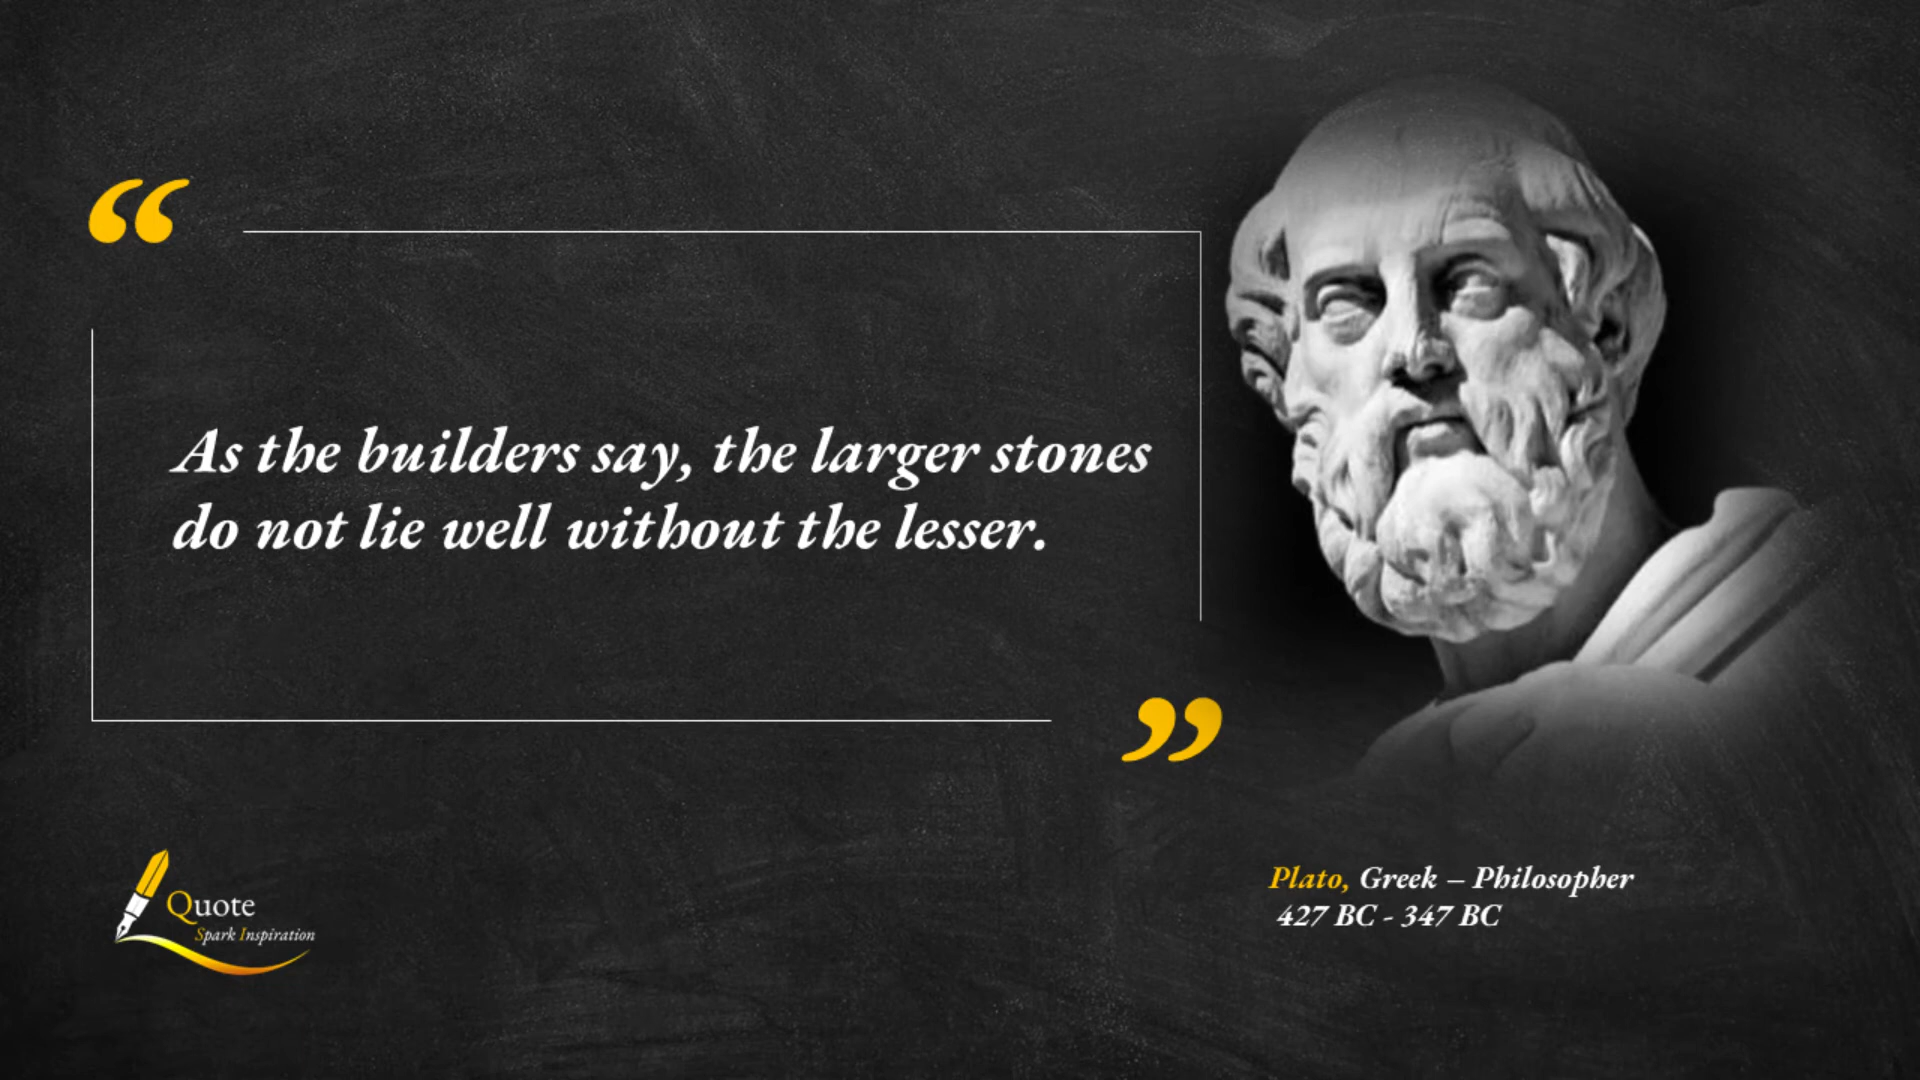 “
As the builders say, the larger stones
do not lie well without the lesser.
”
Quote
Spark Inspiration
Plato, Greek – Philosopher
427 BC - 347 BC